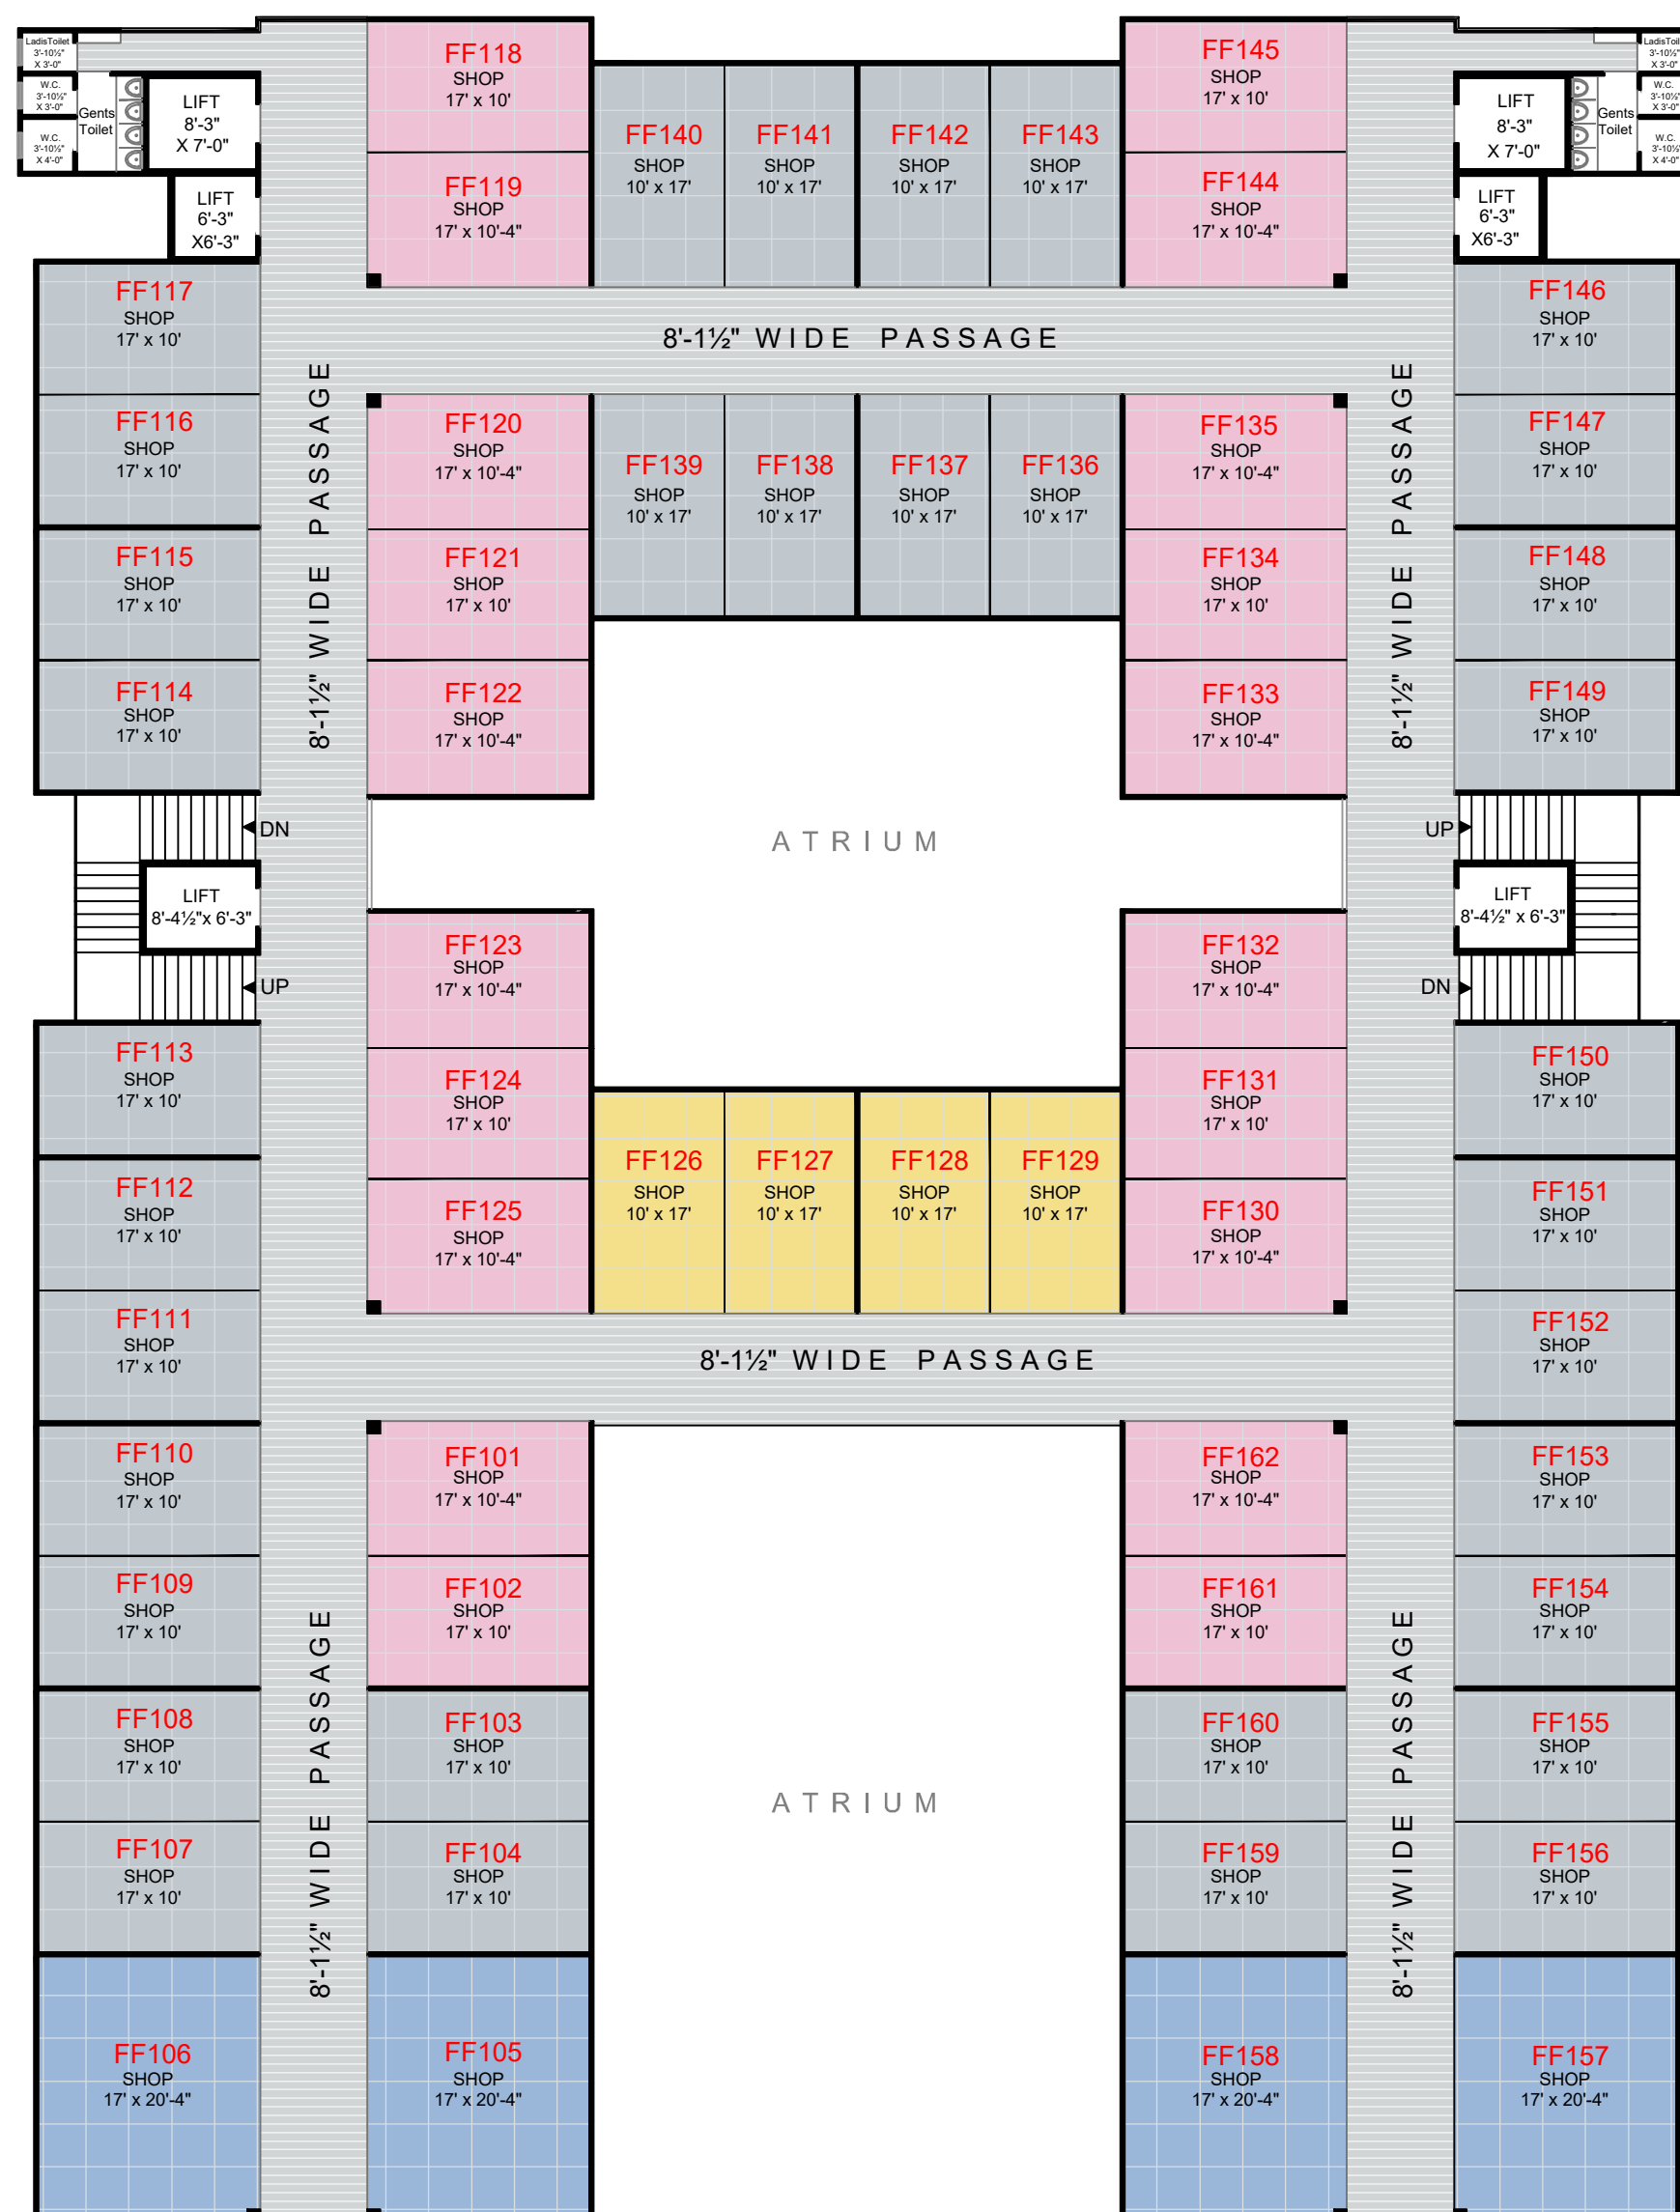 LadisToilet
3'-10½"
X 3'-0"
W.C.
3'-10½"
X 3'-0"
W.C.
3'-10½"
X 4'-0"
Gents
Toilet
LIFT
8'-3"
X 7'-0"
LIFT
6'-3"
X6'-3"
FF118
SHOP
17' x 10'
FF119
SHOP
17' x 10'-4"
FF140
SHOP
10' x 17'
FF141
SHOP
10' x 17'
FF142
SHOP
10' x 17'
FF143
SHOP
10' x 17'
FF145
SHOP
17' x 10'
FF144
SHOP
17' x 10'-4"
LIFT
8'-3"
X 7'-0"
LIFT
6'-3"
X6'-3"
Gents
Toilet
LadisToil
3'-10½"
X 3'-0"
W.C.
3'-10½"
X 3'-0"
W.C.
3'-10½"
X 4'-0"
8'-1½" WIDE PASSAGE
FF117
SHOP
17' x 10'
FF116
SHOP
17' x 10'
FF115
SHOP
17' x 10'
FF114
SHOP
17' x 10'
8'-1½" WIDE PASSAGE
FF120
SHOP
17' x 10'-4"
FF121
SHOP
17' x 10'
FF122
SHOP
17' x 10'-4"
FF139
SHOP
10' x 17'
FF138
SHOP
10' x 17'
FF137
SHOP
10' x 17'
FF136
SHOP
10' x 17'
FF135
SHOP
17' x 10'-4"
FF134
SHOP
17' x 10'
FF133
SHOP
17' x 10'-4"
8'-1½" WIDE PASSAGE
FF146
SHOP
17' x 10'
FF147
SHOP
17' x 10'
FF148
SHOP
17' x 10'
FF149
SHOP
17' x 10'
DN
LIFT
8'-4½"x 6'-3"
UP
ATRIUM
UP
LIFT
8'-4½" x 6'-3"
DN
FF113
SHOP
17' x 10'
FF112
SHOP
17' x 10'
FF111
SHOP
17' x 10'
FF123
SHOP
17' x 10'-4"
FF124
SHOP
17' x 10'
FF125
SHOP
17' x 10'-4"
FF126
SHOP
10' x 17'
FF127
SHOP
10' x 17'
FF128
SHOP
10' x 17'
FF129
SHOP
10' x 17'
FF132
SHOP
17' x 10'-4"
FF131
SHOP
17' x 10'
FF130
SHOP
17' x 10'-4"
FF150
SHOP
17' x 10'
FF151
SHOP
17' x 10'
FF152
SHOP
17' x 10'
8'-1½" WIDE PASSAGE
FF110
SHOP
17' x 10'
FF109
SHOP
17' x 10'
FF108
SHOP
17' x 10'
FF107
SHOP
17' x 10'
FF106
SHOP
17' x 20'-4"
8'-1½" WIDE PASSAGE
FF101
SHOP
17' x 10'-4"
FF102
SHOP
17' x 10'
FF103
SHOP
17' x 10'
FF104
SHOP
17' x 10'
FF105
SHOP
17' x 20'-4"
ATRIUM
FF162
SHOP
17' x 10'-4"
FF161
SHOP
17' x 10'
FF160
SHOP
17' x 10'
FF159
SHOP
17' x 10'
FF158
SHOP
17' x 20'-4"
8'-1½" WIDE PASSAGE
FF153
SHOP
17' x 10'
FF154
SHOP
17' x 10'
FF155
SHOP
17' x 10'
FF156
SHOP
17' x 10'
FF157
SHOP
17' x 20'-4"